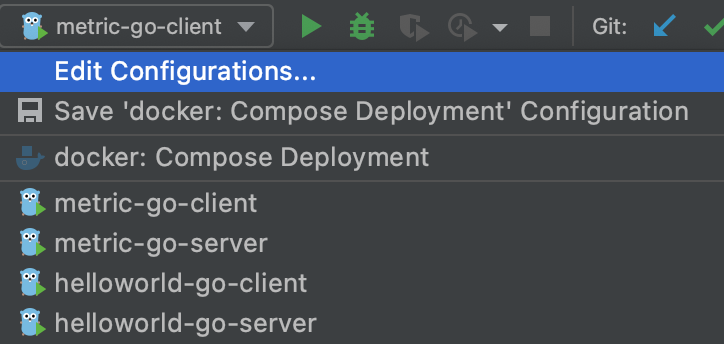 metric-go-client
Git:
Edit Configurations...
Save 'docker: Compose Deployment' Configuration
docker: Compose Deployment
metric-go-client
metric-go-server
helloworld-go-client
helloworld-go-server